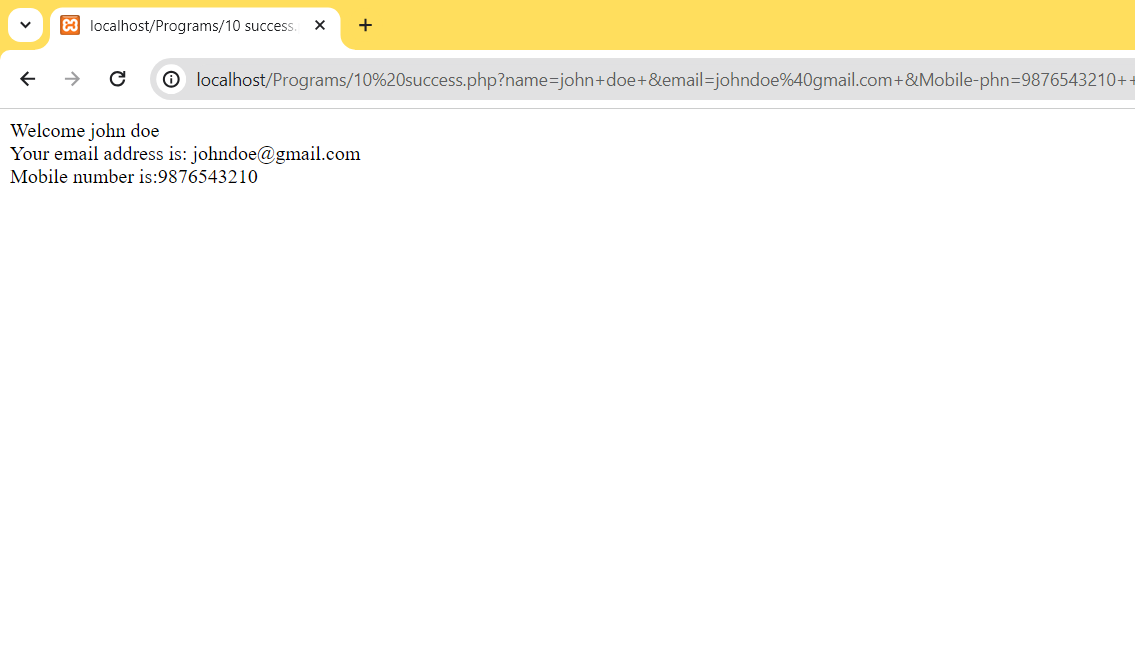 localhost/Programs/10 success.
localhost/Programs/10%20success.php?name=john+doe+&email=johndoe%40gmail.com+&Mobile-phn=9876543210++
Welcome john doe
Your email address is: johndoe@gmail.com
Mobile number is:9876543210